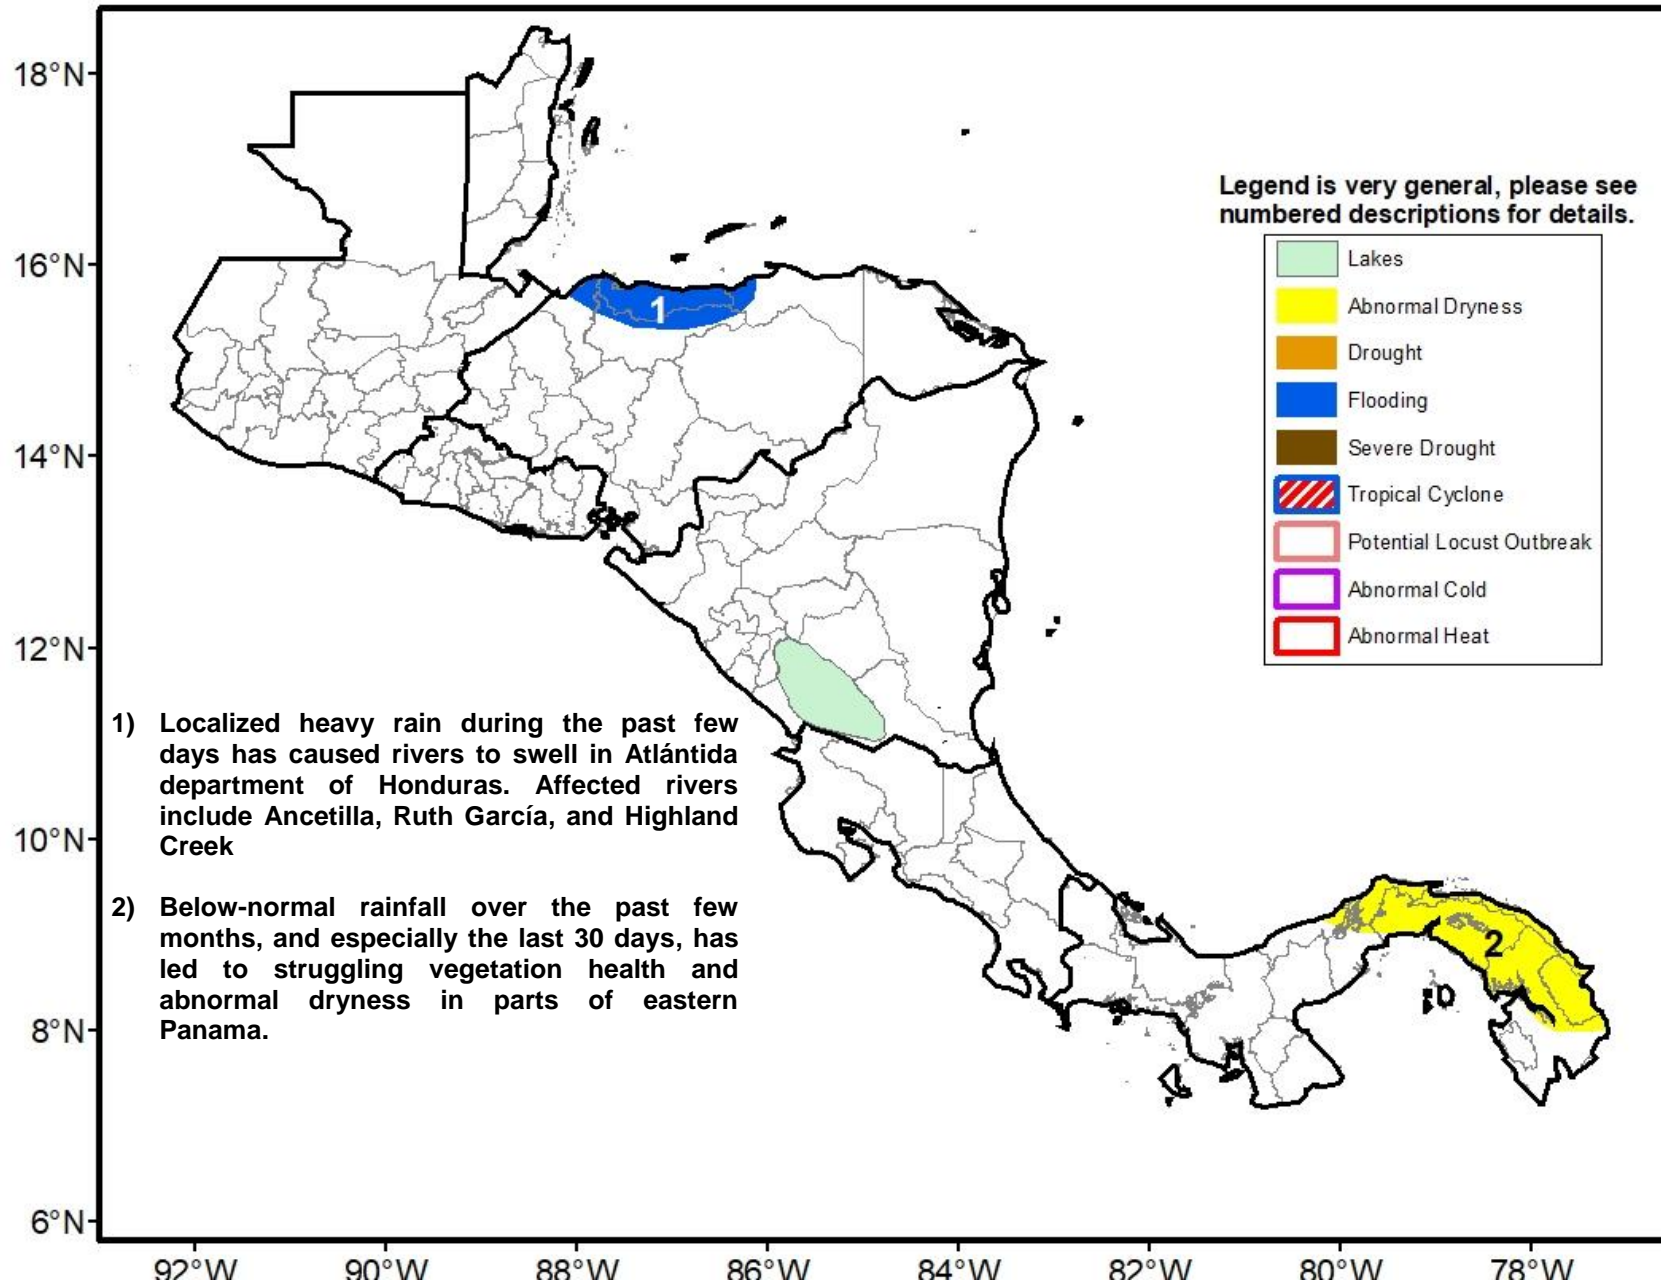 18°N
16°N
14°N
12°N
10°N
8°N
6°N
92°W 90°W 88°W 86°W 84°W 82°W 80°W 78°W
Legend is very general, please see
numbered descriptions for details.
Lakes
Abnormal Dryness
Drought
Flooding
Severe Drought
Tropical Cyclone
Potential Locust Outbreak
Abnormal Cold
Abnormal Heat
1
2
1) Localized heavy rain during the past few
days has caused rivers to swell in Atlántida
department of Honduras. Affected rivers
include Ancetilla, Ruth García, and Highland
Creek
2) Below-normal rainfall over the past few
months, and especially the last 30 days, has
led to struggling vegetation health and
abnormal dryness in parts of eastern
Panama.